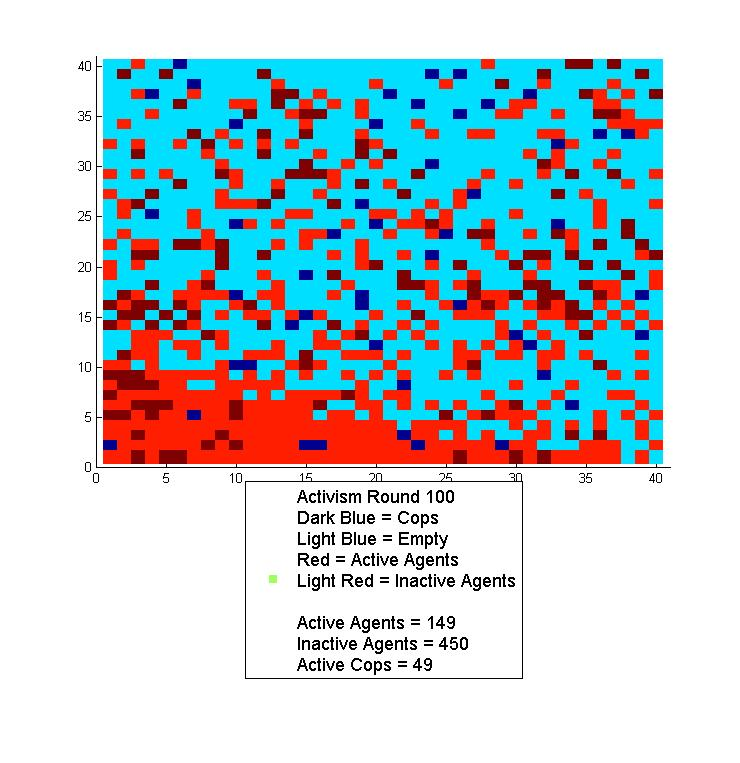 40
35
30
25
20
15
10
5
0
0 5 10 15 20 25 30 35 40
Activism Round 100
Dark Blue = Cops
Light Blue = Empty
Red = Active Agents
Light Red = Inactive Agents
Active Agents = 149
Inactive Agents = 450
Active Cops = 49